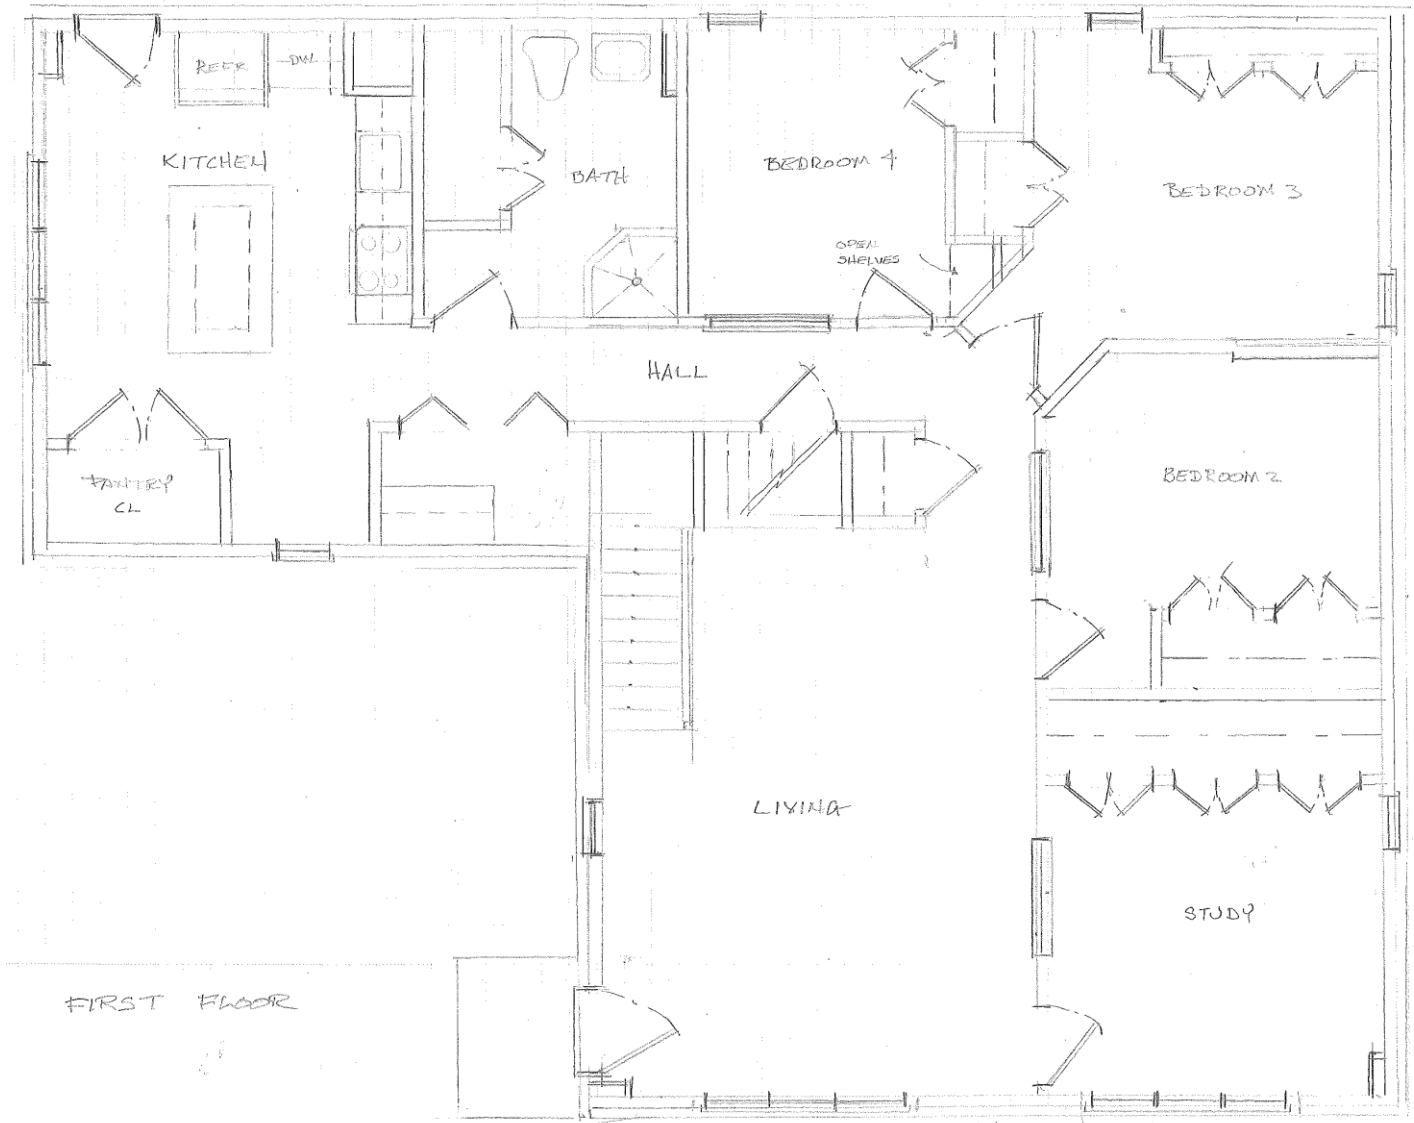 REFR
DW
KITCHEN
BATH
BEDROOM 4
BEDROOM 3
OPEN
SHELVES
HALL
PANTRY
CL
BEDROOM 2
LIVING
STUDY
FIRST FLOOR